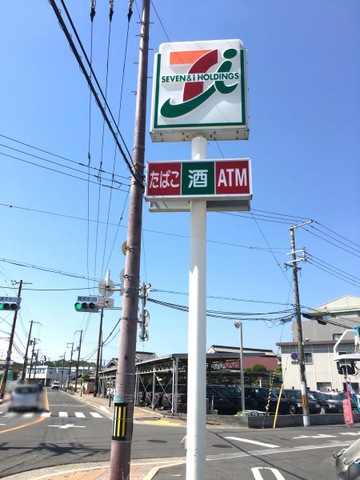 SEVEN & i HOLDINGS
たばこ 酒 ATM